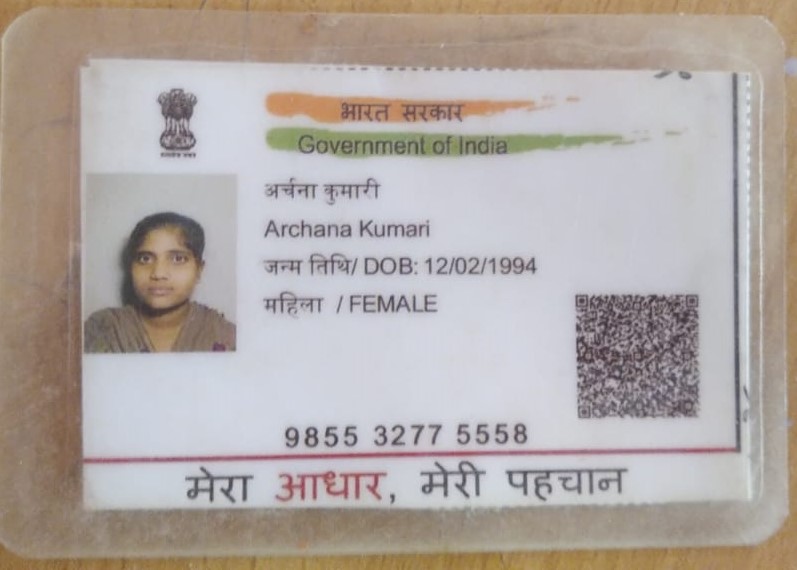 भारत सरकार
Government of India
अर्चना कुमारी
Archana Kumari
जन्म तिथि/ DOB: 12/02/1994
महिला / FEMALE
9855 3277 5558
मेरा आधार, मेरी पहचान